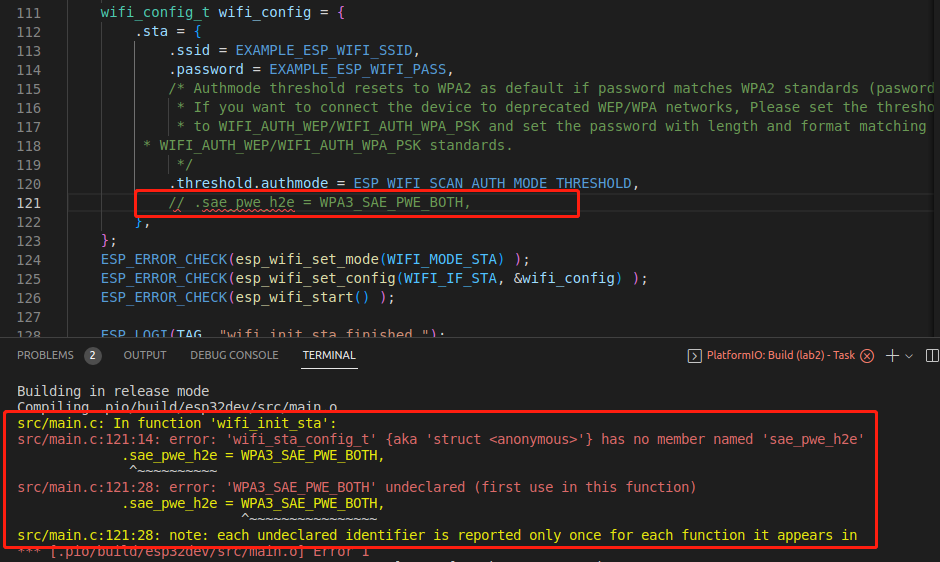 111 wifi_config_t wifi_config = {
112 .sta = {
113 .ssid = EXAMPLE_ESP_WIFI_SSID,
114 .password = EXAMPLE_ESP_WIFI_PASS,
115 /* Authmode threshold resets to WPA2 as default if password matches WPA2 standards (pasword
116 * If you want to connect the device to deprecated WEP/WPA networks, Please set the thresho
117 * to WIFI_AUTH_WEP/WIFI_AUTH_WPA_PSK and set the password with length and format matching
118 * WIFI_AUTH_WEP/WIFI_AUTH_WPA_PSK standards.
119 */
120 .threshold.authmode = ESP_WIFI_SCAN_AUTH_MODE_THRESHOLD,
121 // .sae_pwe_h2e = WPA3_SAE_PWE_BOTH,
122 },
123 };
124 ESP_ERROR_CHECK(esp_wifi_set_mode(WIFI_MODE_STA) );
125 ESP_ERROR_CHECK(esp_wifi_set_config(WIFI_IF_STA, &wifi_config) );
126 ESP_ERROR_CHECK(esp_wifi_start() );
127
128 ESP_LOGI(TAG, "wifi_init_sta finished.");
PROBLEMS 2 OUTPUT DEBUG CONSOLE TERMINAL PlatformIO: Build (lab2) - Task
Building in release mode
Compiling .pio/build/esp32dev/src/main.o
src/main.c: In function 'wifi_init_sta':
src/main.c:121:14: error: 'wifi_sta_config_t' {aka 'struct <anonymous>'} has no member named 'sae_pwe_h2e'
.sae_pwe_h2e = WPA3_SAE_PWE_BOTH,
^~~~~~~~~~~
src/main.c:121:28: error: 'WPA3_SAE_PWE_BOTH' undeclared (first use in this function)
.sae_pwe_h2e = WPA3_SAE_PWE_BOTH,
^~~~~~~~~~~~~~~~~
src/main.c:121:28: note: each undeclared identifier is reported only once for each function it appears in
*** [.pio/build/esp32dev/src/main.o] Error 1